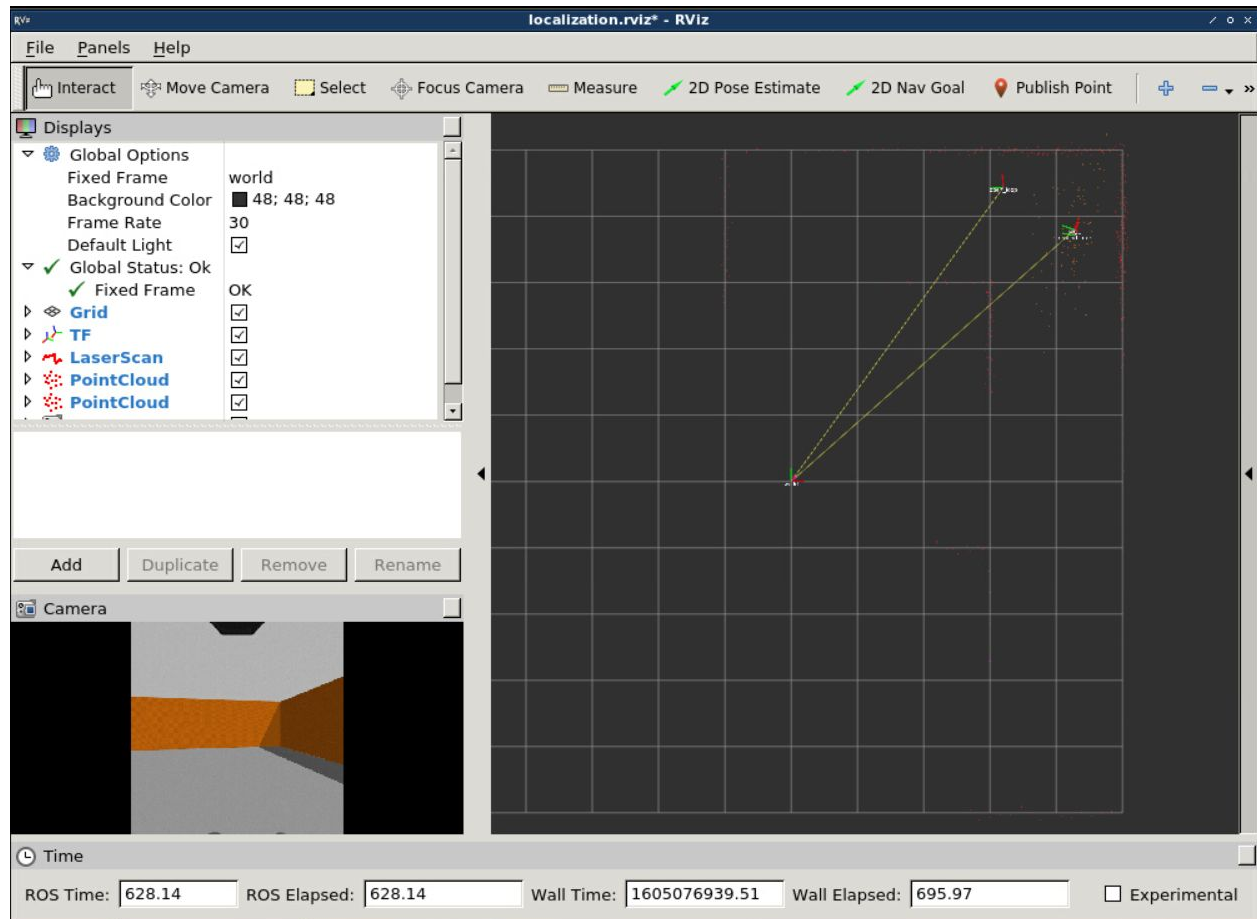 RViz
localization.rviz* - RViz
File Panels Help
Interact Move Camera Select Focus Camera Measure 2D Pose Estimate 2D Nav Goal Publish Point »
Displays
Global Options
Fixed Frame world
Background Color 48; 48; 48
Frame Rate 30
Default Light
Global Status: Ok
Fixed Frame OK
Grid
TF
LaserScan
PointCloud
PointCloud
Add Duplicate Remove Rename
Camera
Time
ROS Time: 628.14 ROS Elapsed: 628.14 Wall Time: 1605076939.51 Wall Elapsed: 695.97 Experimental